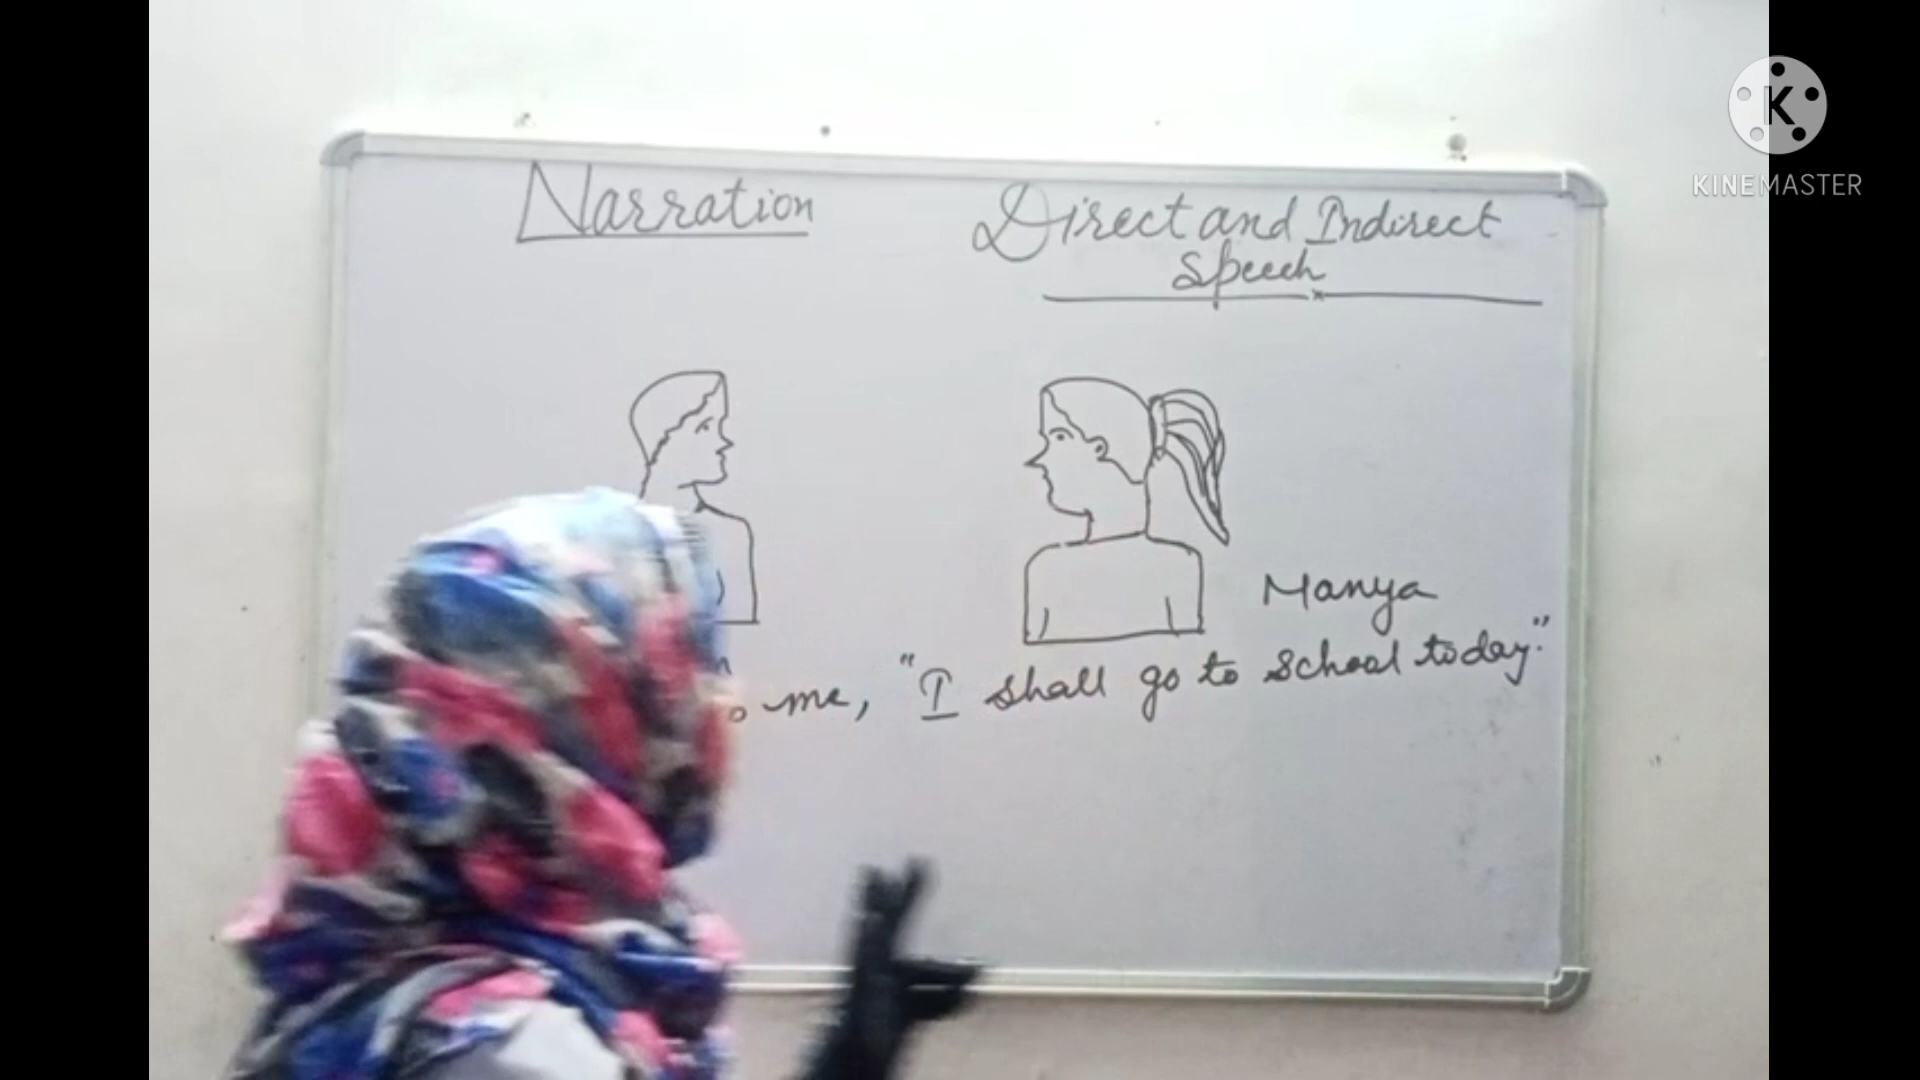 Narration
Direct and Indirect
Speech
Manya
me, "I shall go to school today."
KINEMASTER